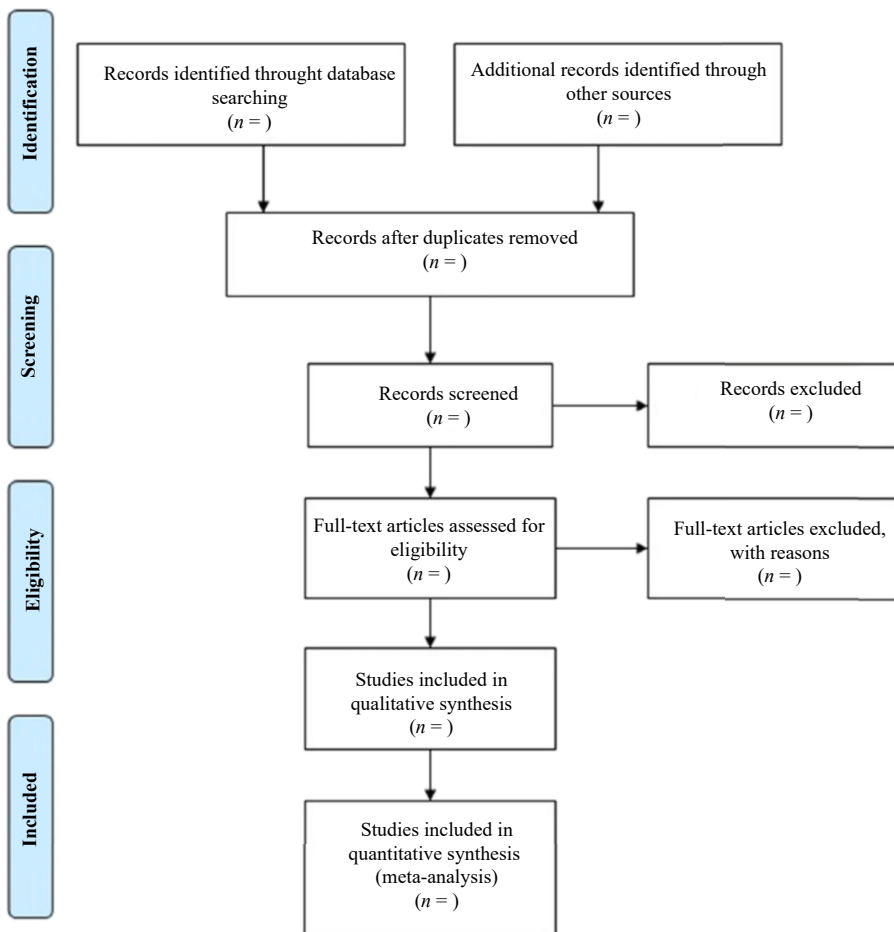 Identification
Records identified throught database
searching
(n = )
Additional records identified through
other sources
(n = )
Records after duplicates removed
(n = )
Screening
Records screened
(n = )
Records excluded
(n = )
Eligibility
Full-text articles assessed for
eligibility
(n = )
Full-text articles excluded,
with reasons
(n = )
Studies included in
qualitative synthesis
(n = )
Included
Studies included in
quantitative synthesis
(meta-analysis)
(n = )